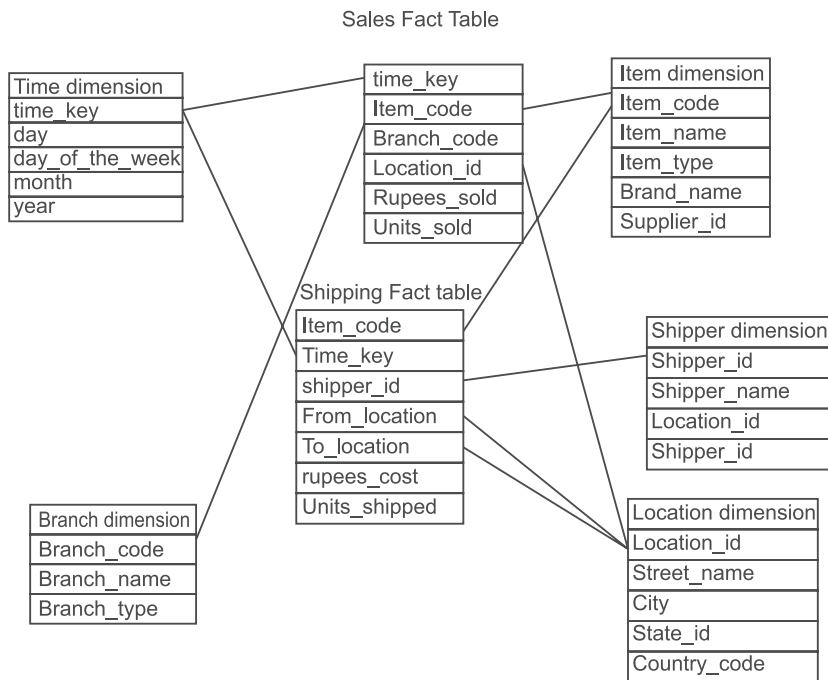 Sales Fact Table
Time dimension
time_key
day
day_of_the_week
month
year
time_key
Item_code
Branch_code
Location_id
Rupees_sold
Units_sold
Item dimension
Item_code
Item_name
Item_type
Brand_name
Supplier_id
Shipping Fact table
Item_code
Time_key
shipper_id
From_location
To_location
rupees_cost
Units_shipped
Shipper dimension
Shipper_id
Shipper_name
Location_id
Shipper_id
Branch dimension
Branch_code
Branch_name
Branch_type
Location dimension
Location_id
Street_name
City
State_id
Country_code